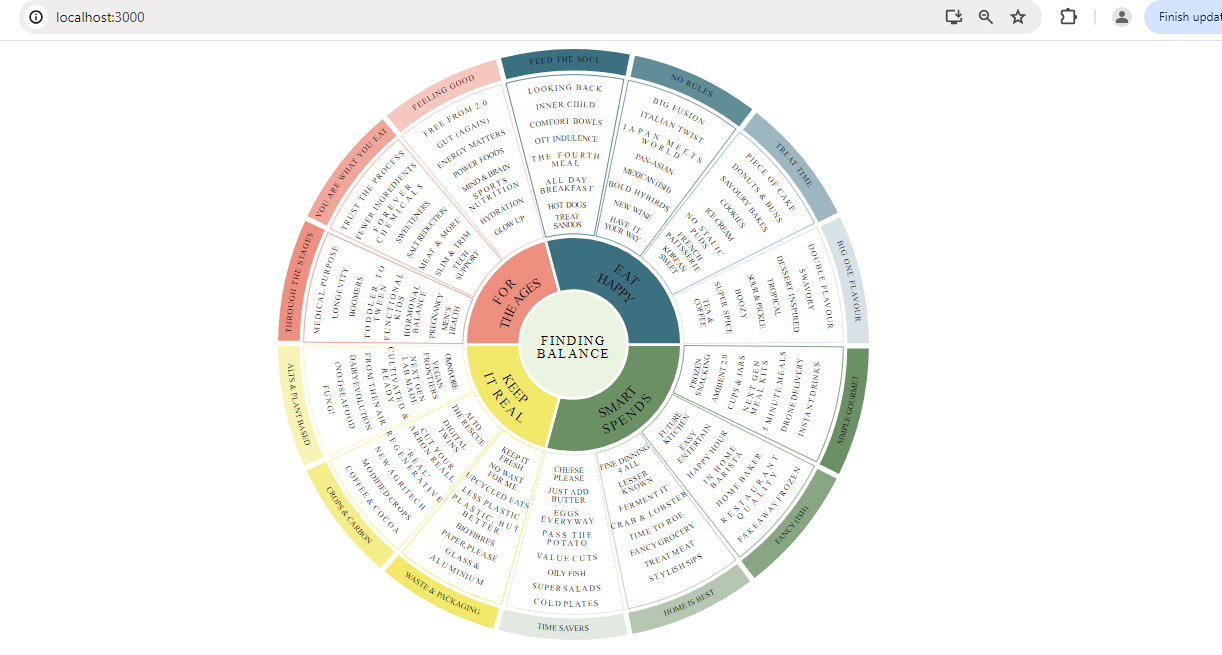 localhost:3000
Finish updat
FEED THE SOUL
LOOKING BACK
INNER CHILD
COMFORT BOWLS
OTT INDULENCE
THE FOURTH
MEAL
ALL DAY
BREAKFAST
HOT DOGS
TREAT
SANDOS
NO RULES
BIG FUSION
ITALIAN TWIST
JAPAN MEETS
WORLD
PAN-ASIAN
MEXICAN (ISH)
BOLD HYBIRDS
NEW WINE
HAVE IT
YOUR WAY
TREAT TIME
PIECE OF CAKE
DONUTS & BUNS
SAVOURY BAKES
COOKIES
ICE CREAM
NO STALIC
PUDS
FRENCH
PATISSERIE
KOREAN
SWEET
BIG ONE FLAVOUR
DOUBLE FLAVOUR
SWAVORY
DESSERT INSPIRED
TROPICAL
SOUR & PICKLE
BOOZY
SUPER SPICE
TEA &
COFFEE
SIMPLE GOURMET
FROZEN
SNACKING
AMBIENT 2.0
CUPS & JARS
NEXT GEN
MEAL KITS
5 MINUTE MEALS
DRONE DELIVERY
INSTANT DRINKS
FANCY (ISH)
FUTURE
KITCHEN
EASY
ENTERTAIN
HAPPY HOUR
IN HOME
BARISTA
HOME BAKER
RESTAURANT
QUALITY
FAKEAWAY FROZEN
HOME IS BEST
FINE DINNING
4 ALL
LESSER
KNOWN
FERMENT IT
CRAB & LOBSTER
TIME TO ROE
FANCY GROCERY
TREAT MEAT
STYLISH SIPS
TIME SAVERS
CHEESE
PLEASE
JUST ADD
BUTTER
EGGS
EVERYWAY
PASS THE
POTATO
VALUE CUTS
OILY FISH
SUPER SALADS
COLD PLATES
WASTE & PACKAGING
KEEP IT
FRESH
NO WAST
FOR ME
UPCYCLED EATS
LESS PLASTIC
PLASTIC, BUT
BETTER
BIO FIBRES
PAPER, PLEASE
GLASS &
ALUMINIUM
CROPS & CARBON
AI TO
THE RESCUE
DIGITAL
TWINS
CUT YOUR
CARBON REALL
'REAL'
REGENERATIVE
NEW AGRITECH
MODIFIED CROPS
COFFEE & COCOA
ALTS & PLANT BASED
OMNIVORE
VEGAN
FRONTIERS
NEXT GEN
LAB MADE
CULTIVATED &
READY
FROM THEN AIR
DAIRY EVOLUTION
(NOT) SEAFOOD
FUNGI
THROUGH THE STAGES
MEDICAL PURPOSE
LONGEVITY
BOOMERS
TODDLER TO
TWEEN
FUNCTIONAL
KIDS
HORMONAL
BALANCE
PREGNANCY
MEN'S
HEALTH
YOU ARE WHAT YOU EAT
TRUST THE PROCESS
FEWER INGREDIENTS
FOREVER
CHEMICALS
SWEETENERS
SALT REDUCTION
MEAT & MORE
SLIM & TRIM
TECH
SUPPORT
FEELING GOOD
FREE FROM 2.0
GUT (AGAIN)
ENERGY MATTERS
POWER FOODS
MIND & BRAIN
SPORTS
NUTRITION
HYDRATION
GLOW UP
FOR
THE AGES
EAT
HAPPY
SMART
SPENDS
KEEP
IT REAL
FINDING
BALANCE